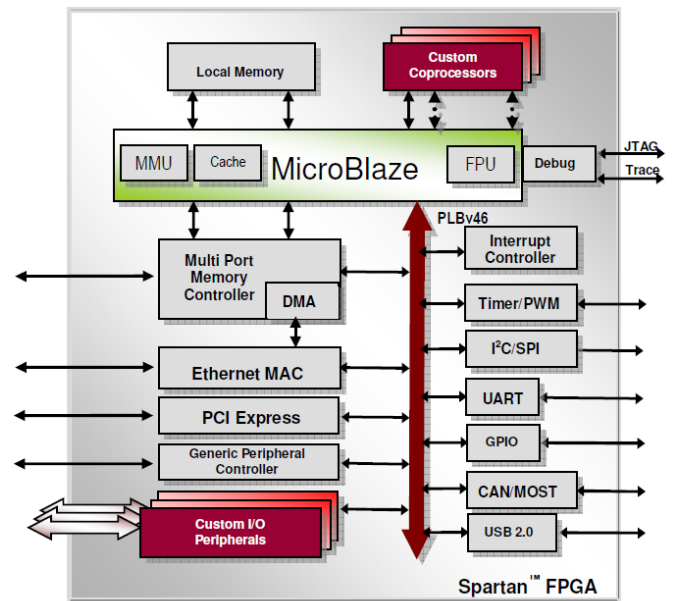 Local Memory
Custom
Coprocessors
MMU
Cache
MicroBlaze
FPU
Debug
JTAG
Trace
PLBv46
Multi Port
Memory
Controller
DMA
Interrupt
Controller
Timer/PWM
Ethernet MAC
I²C/SPI
PCI Express
UART
Generic Peripheral
Controller
GPIO
Custom I/O
Peripherals
CAN/MOST
USB 2.0
Spartan™ FPGA